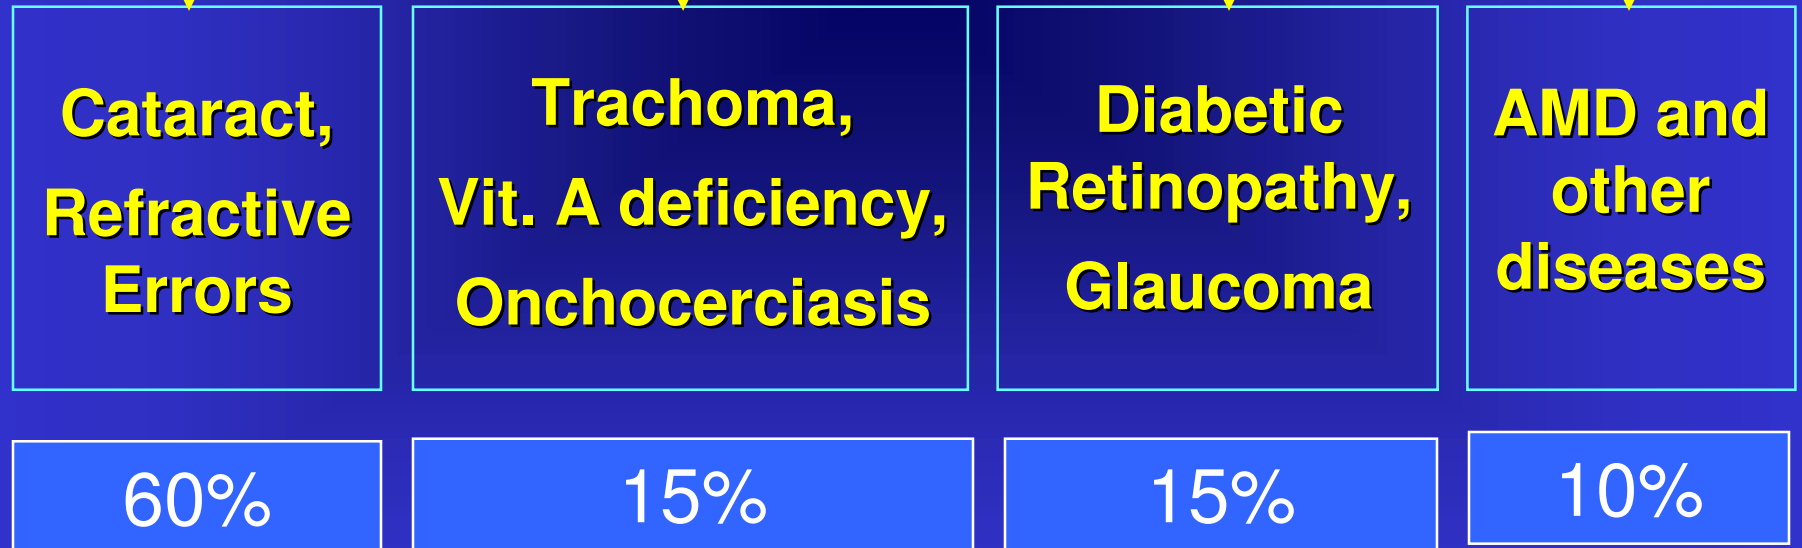 Cataract,
Refractive
Errors
Trachoma,
Vit. A deficiency,
Onchocerciasis
Diabetic
Retinopathy,
Glaucoma
AMD and
other
diseases
60%
15%
15%
10%